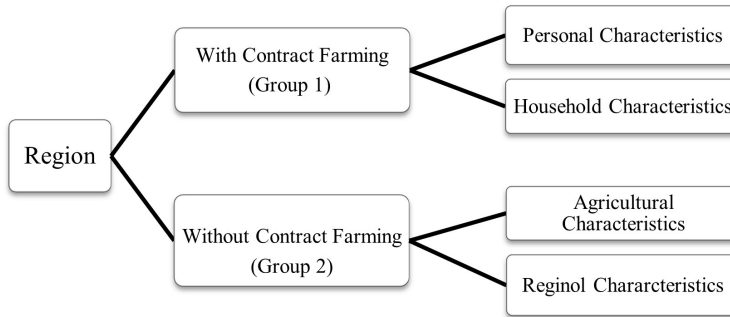 Region
With Contract Farming
(Group 1)
Without Contract Farming
(Group 2)
Personal Characteristics
Household Characteristics
Agricultural
Characteristics
Reginol Chararcteristics